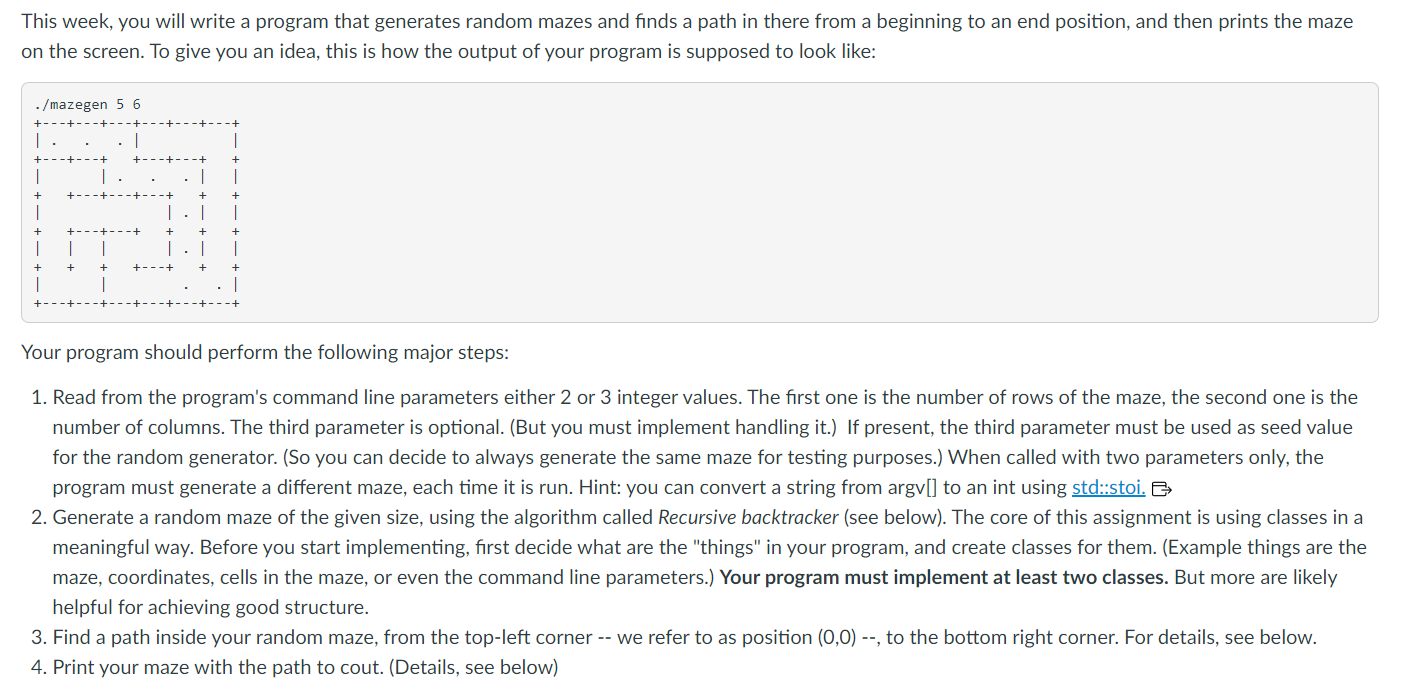 This week, you will write a program that generates random mazes and finds a path in there from a beginning to an end position, and then prints the maze
on the screen. To give you an idea, this is how the output of your program is supposed to look like:
./mazegen 5 6
+---+---+---+---+---+---+
| .   .   . |           |
+---+---+   +---+---+   +
|       | .   .   . |   |
+   +---+---+---+   +   +
|               | . |   |
+   +---+---+   +   +   +
|   |   |       | . |   |
+   +   +   +---+   +   +
|       |         .   . |
+---+---+---+---+---+---+
Your program should perform the following major steps:
1. Read from the program's command line parameters either 2 or 3 integer values. The first one is the number of rows of the maze, the second one is the
number of columns. The third parameter is optional. (But you must implement handling it.) If present, the third parameter must be used as seed value
for the random generator. (So you can decide to always generate the same maze for testing purposes.) When called with two parameters only, the
program must generate a different maze, each time it is run. Hint: you can convert a string from argv[] to an int using std::stoi.
2. Generate a random maze of the given size, using the algorithm called Recursive backtracker (see below). The core of this assignment is using classes in a
meaningful way. Before you start implementing, first decide what are the "things" in your program, and create classes for them. (Example things are the
maze, coordinates, cells in the maze, or even the command line parameters.) Your program must implement at least two classes. But more are likely
helpful for achieving good structure.
3. Find a path inside your random maze, from the top-left corner -- we refer to as position (0,0) --, to the bottom right corner. For details, see below.
4. Print your maze with the path to cout. (Details, see below)